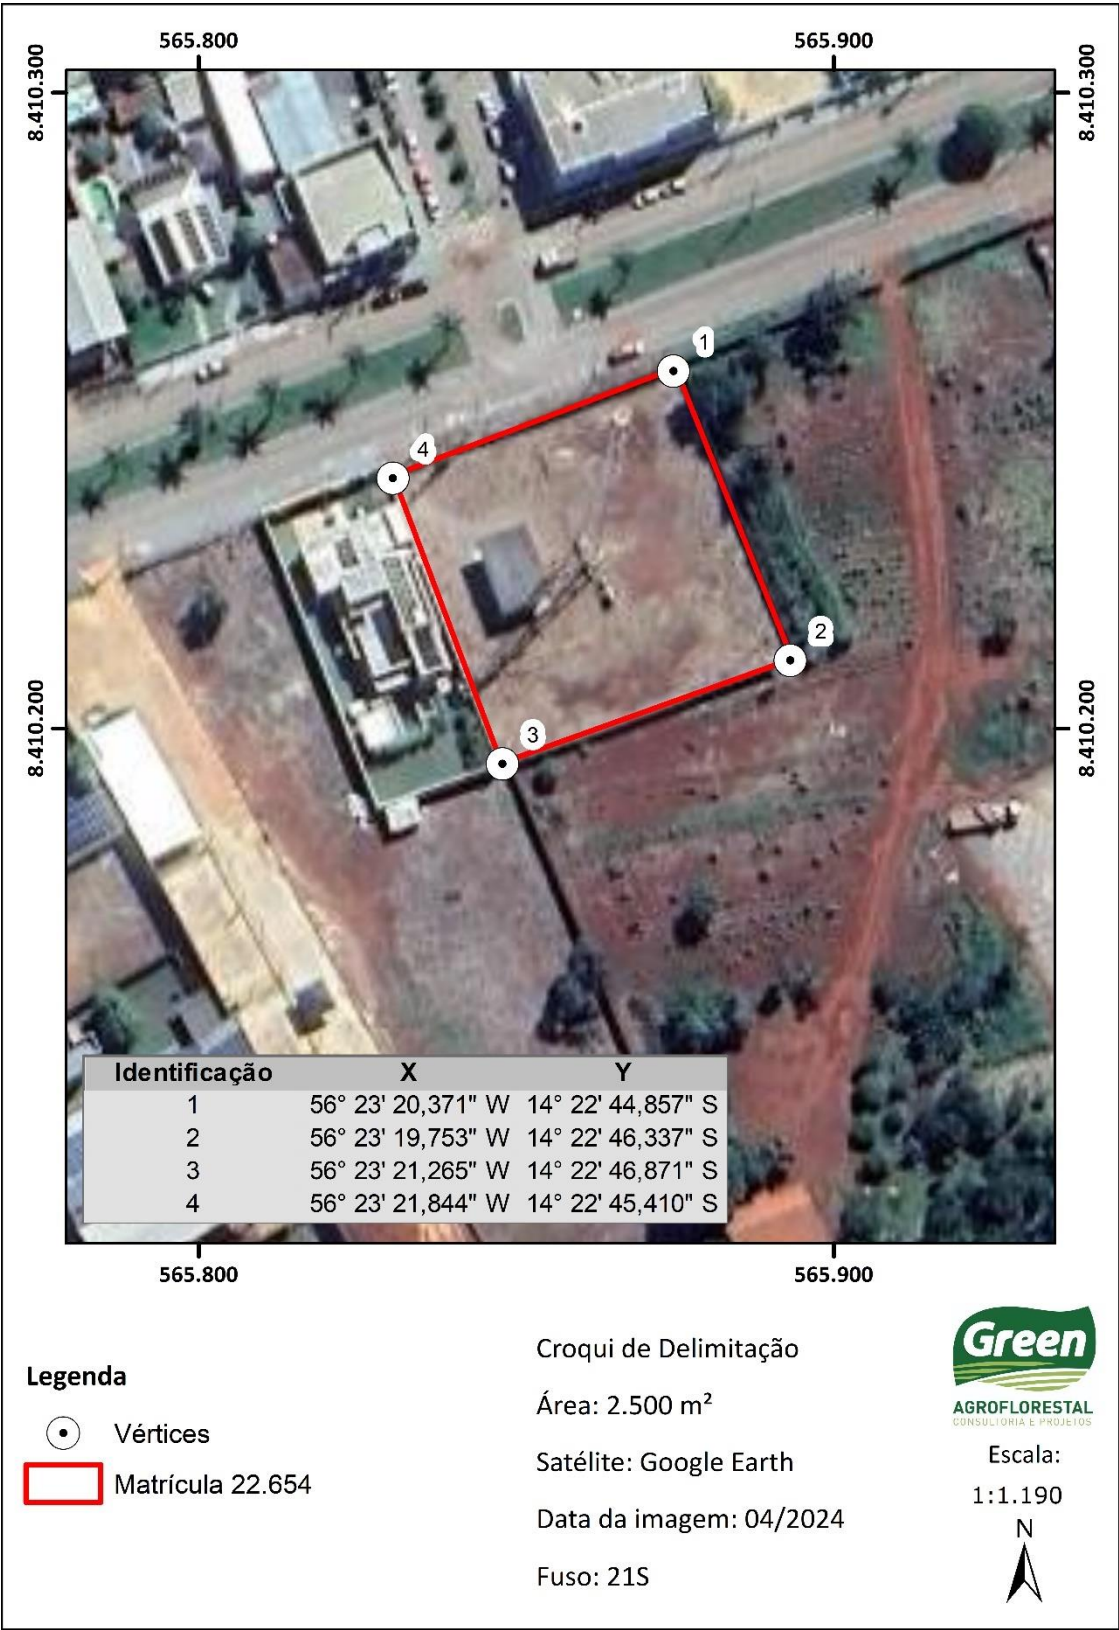 565.800 565.900
8.410.300 8.410.300
1
4
2
3
8.410.200 8.410.200
Identificação X Y
1 56° 23' 20,371" W 14° 22' 44,857" S
2 56° 23' 19,753" W 14° 22' 46,337" S
3 56° 23' 21,265" W 14° 22' 46,871" S
4 56° 23' 21,844" W 14° 22' 45,410" S
565.800 565.900
Legenda
Vértices
Matrícula 22.654
Croqui de Delimitação
Área: 2.500 m²
Satélite: Google Earth
Data da imagem: 04/2024
Fuso: 21S
Green
AGROFLORESTAL
CONSULTORIA E PROJETOS
Escala:
1:1.190
N